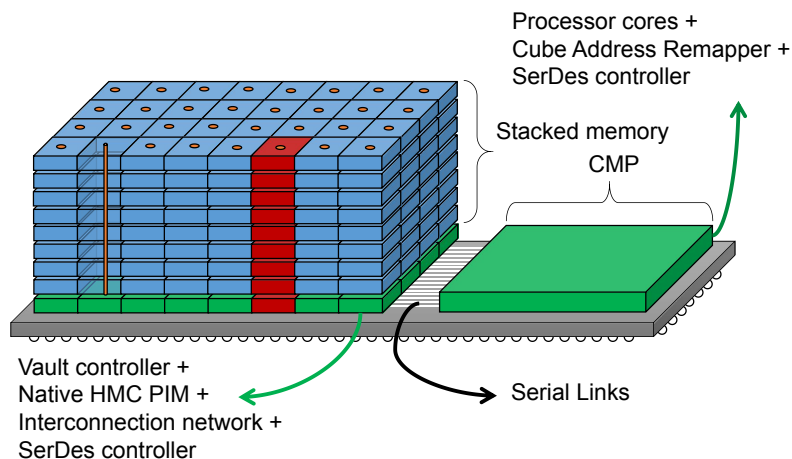 Processor cores +
Cube Address Remapper +
SerDes controller
Stacked memory
CMP
Vault controller +
Native HMC PIM +
Interconnection network +
SerDes controller
Serial Links